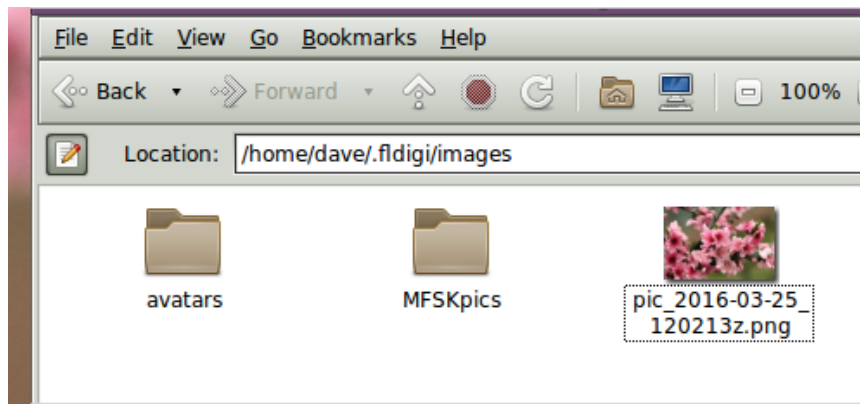 File Edit View Go Bookmarks Help
Back Forward 100%
Location: /home/dave/.fldigi/images
avatars MFSKpics pic_2016-03-25_
120213z.png